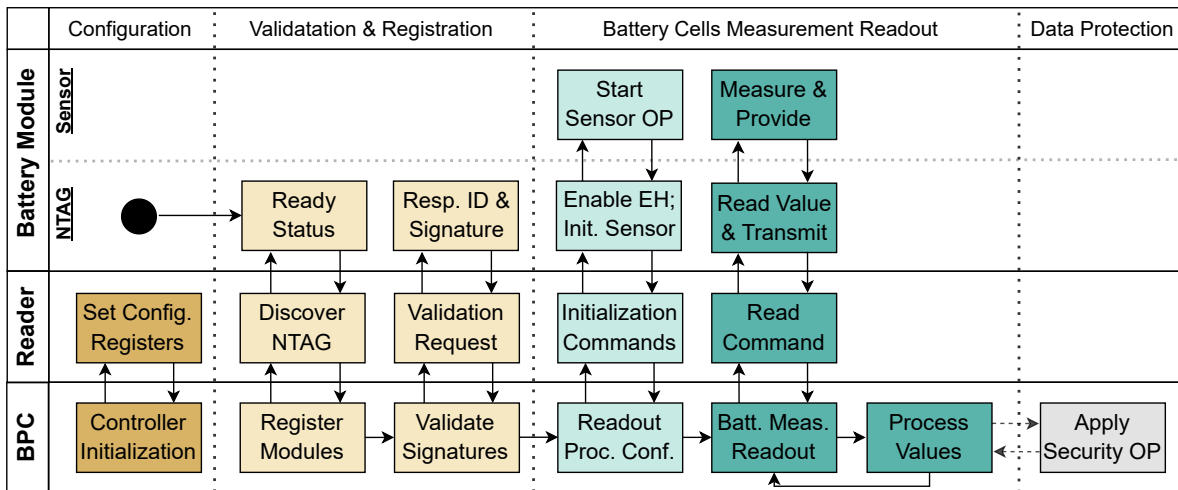 Configuration
Validatation & Registration
Battery Cells Measurement Readout
Data Protection
Battery Module
Sensor
Start
Sensor OP
Measure &
Provide
NTAG
Ready
Status
Resp. ID &
Signature
Enable EH;
Init. Sensor
Read Value
& Transmit
Reader
Set Config.
Registers
Discover
NTAG
Validation
Request
Initialization
Commands
Read
Command
BPC
Controller
Initialization
Register
Modules
Validate
Signatures
Readout
Proc. Conf.
Batt. Meas.
Readout
Process
Values
Apply
Security OP